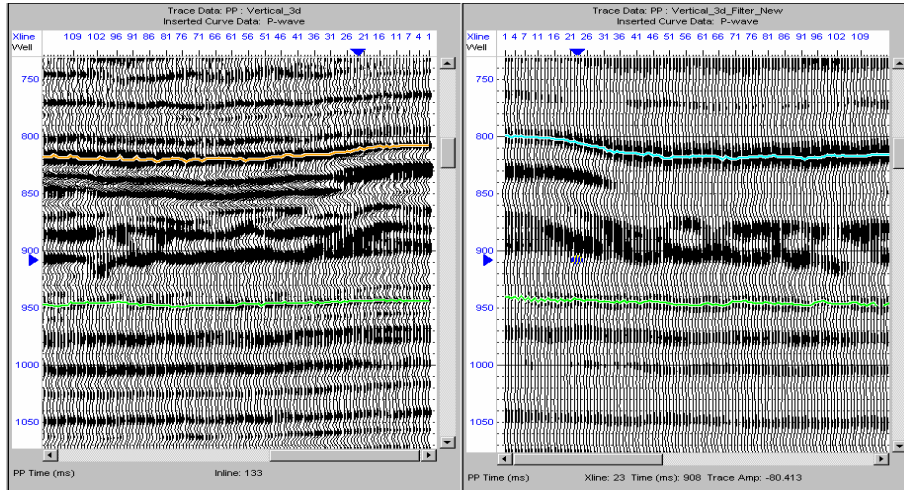 Trace Data: PP : Vertical_3d
Inserted Curve Data: P-wave
Xline 109 102 96 91 86 81 76 71 66 61 56 51 46 41 36 31 26 21 16 11 7 4 1
Well
750
800
850
900
950
1000
1050
PP Time (ms) Inline: 133
Trace Data: PP : Vertical_3d_Filter_New
Inserted Curve Data: P-wave
Xline 1 4 7 11 16 21 26 31 36 41 46 51 56 61 66 71 76 81 86 91 96 102 109
Well
750
800
850
900
950
1000
1050
PP Time (ms) Xline: 23 Time (ms): 908 Trace Amp: -80.413